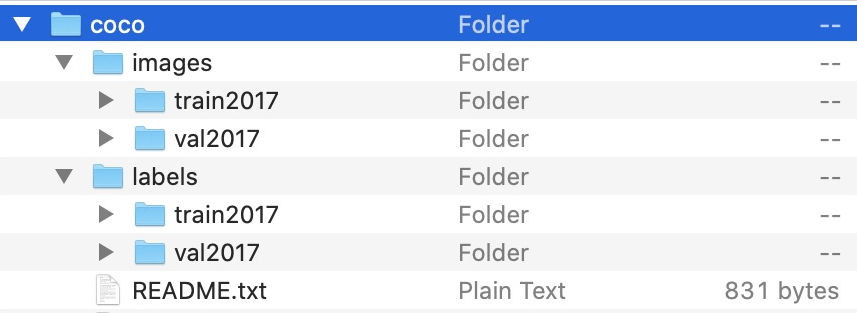 coco Folder --
images Folder --
train2017 Folder --
val2017 Folder --
labels Folder --
train2017 Folder --
val2017 Folder --
README.txt Plain Text 831 bytes